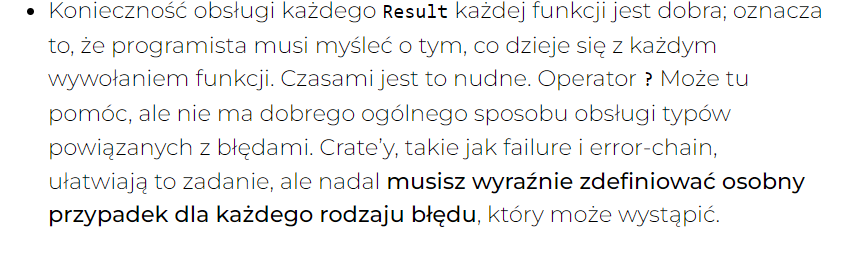 Konieczność obsługi każdego Result każdej funkcji jest dobra; oznacza
to, że programista musi myśleć o tym, co dzieje się z każdym
wywołaniem funkcji. Czasami jest to nudne. Operator ? Może tu
pomóc, ale nie ma dobrego ogólnego sposobu obsługi typów
powiązanych z błędami. Crate’y, takie jak failure i error-chain,
ułatwiają to zadanie, ale nadal musisz wyraźnie zdefiniować osobny
przypadek dla każdego rodzaju błędu, który może wystąpić.